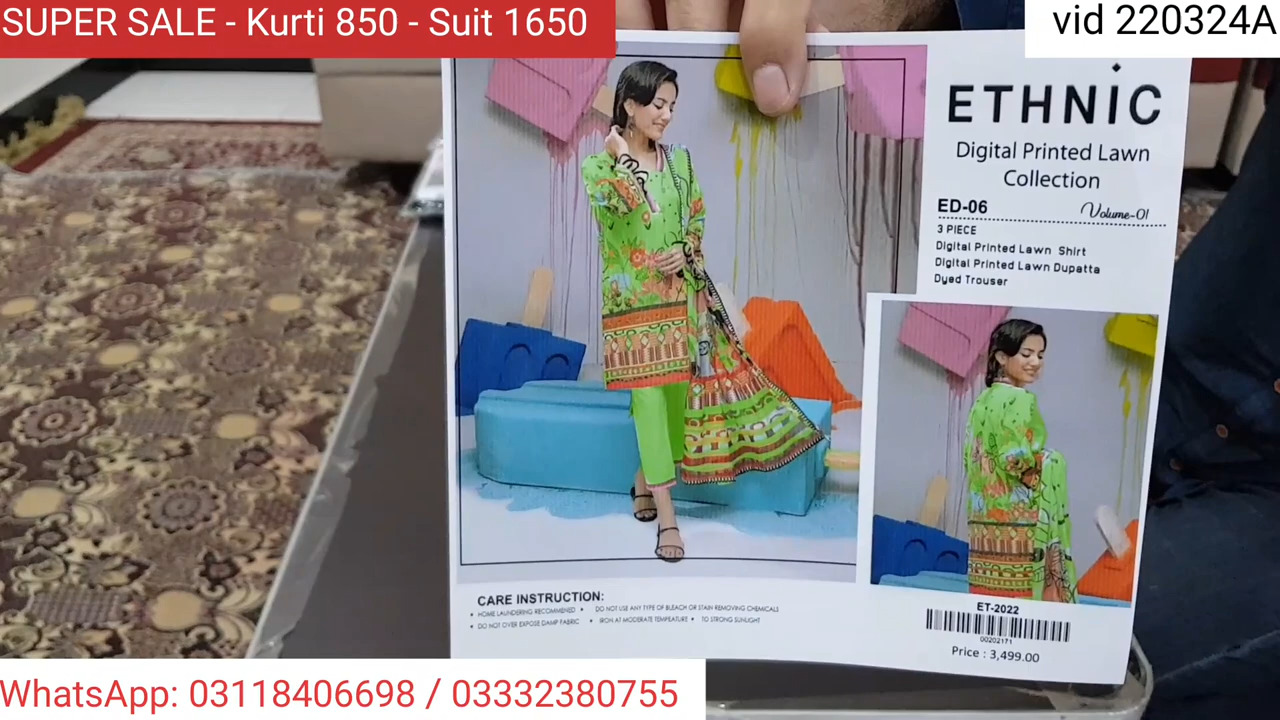 SUPER SALE - Kurti 850 - Suit 1650
vid 220324A
ETHNIC
Digital Printed Lawn
Collection
ED-06
Volume-01
3 PIECE
Digital Printed Lawn Shirt
Digital Printed Lawn Dupatta
Dyed Trouser
CARE INSTRUCTION:
• HOME LAUNDERING RECOMMENED • DO NOT USE ANY TYPE OF BLEACH OR STAIN REMOVING CHEMICALS
• DO NOT OVER EXPOSE DAMP FABRIC • IRON AT MODERATE TEMPEATURE • TO STRONG SUNLIGHT
ET-2022
00202171
Price : 3,499.00
WhatsApp: 03118406698 / 03332380755